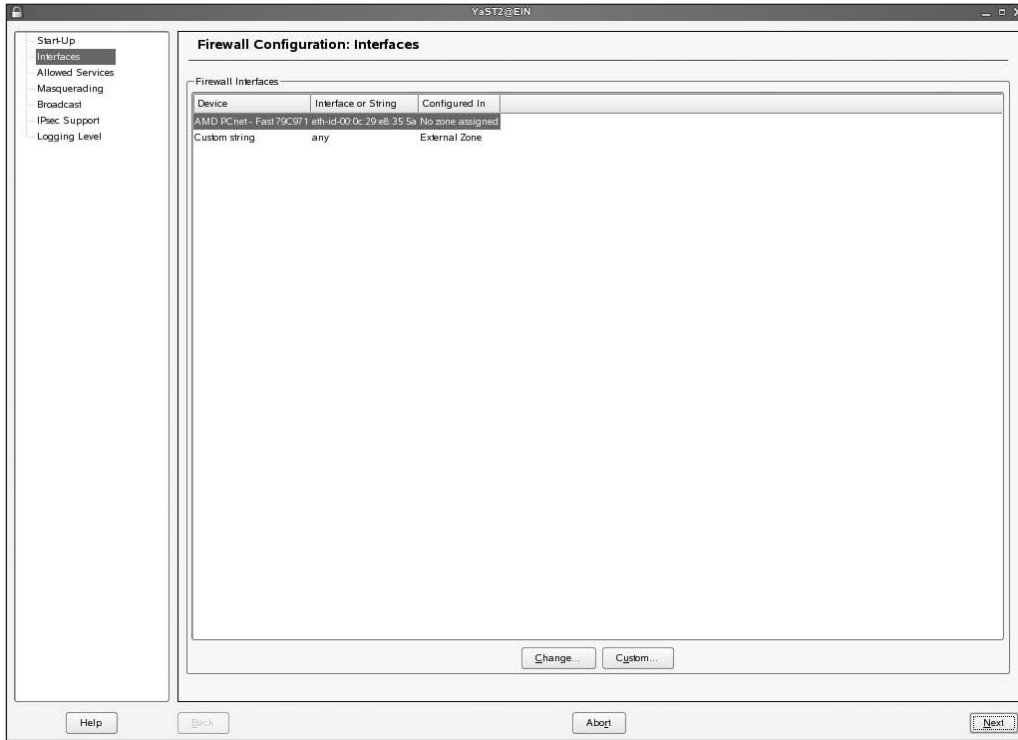 YaST2@EIN
Start-Up
Interfaces
Allowed Services
Masquerading
Broadcast
IPsec Support
Logging Level
Firewall Configuration: Interfaces
Firewall Interfaces
Device Interface or String Configured In
AMD PCnet - Fast 79C971 eth-id-00:0c:29:e8:35:5a No zone assigned
Custom string any External Zone
Change... Custom...
Help Back Abort Next